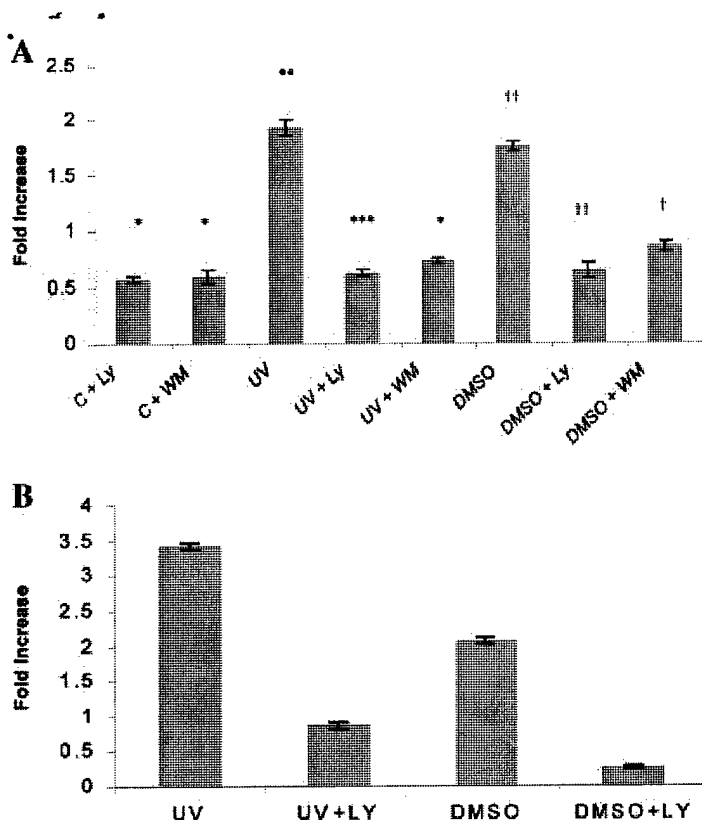 A
2.5
2
1.5
1
0.5
0
Fold Increase
** ††
* * *** * ‡‡ †
C + Ly C + WM UV UV + Ly UV + WM DMSO DMSO + Ly DMSO + WM
B
4
3.5
3
2.5
2
1.5
1
0.5
0
Fold Increase
UV UV+LY DMSO DMSO+LY